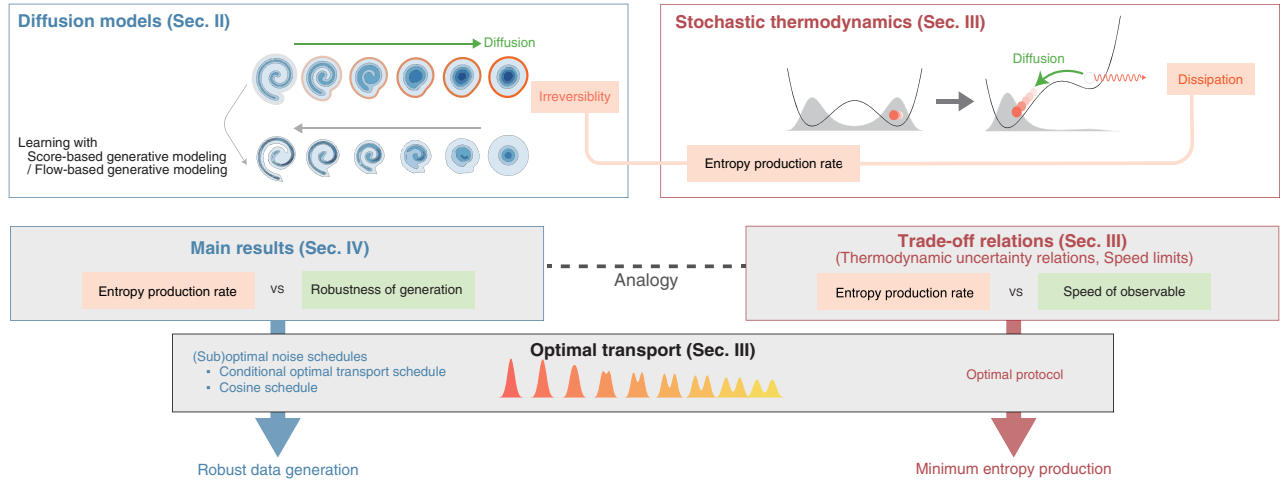 Diffusion models (Sec. II)
Diffusion
Irreversiblity
Learning with
Score-based generative modeling
/ Flow-based generative modeling
Stochastic thermodynamics (Sec. III)
Diffusion
Dissipation
Entropy production rate
Main results (Sec. IV)
Entropy production rate vs Robustness of generation
Analogy
Trade-off relations (Sec. III)
(Thermodynamic uncertainty relations, Speed limits)
Entropy production rate vs Speed of observable
Optimal transport (Sec. III)
(Sub)optimal noise schedules
▪ Conditional optimal transport schedule
▪ Cosine schedule
Optimal protocol
Robust data generation
Minimum entropy production